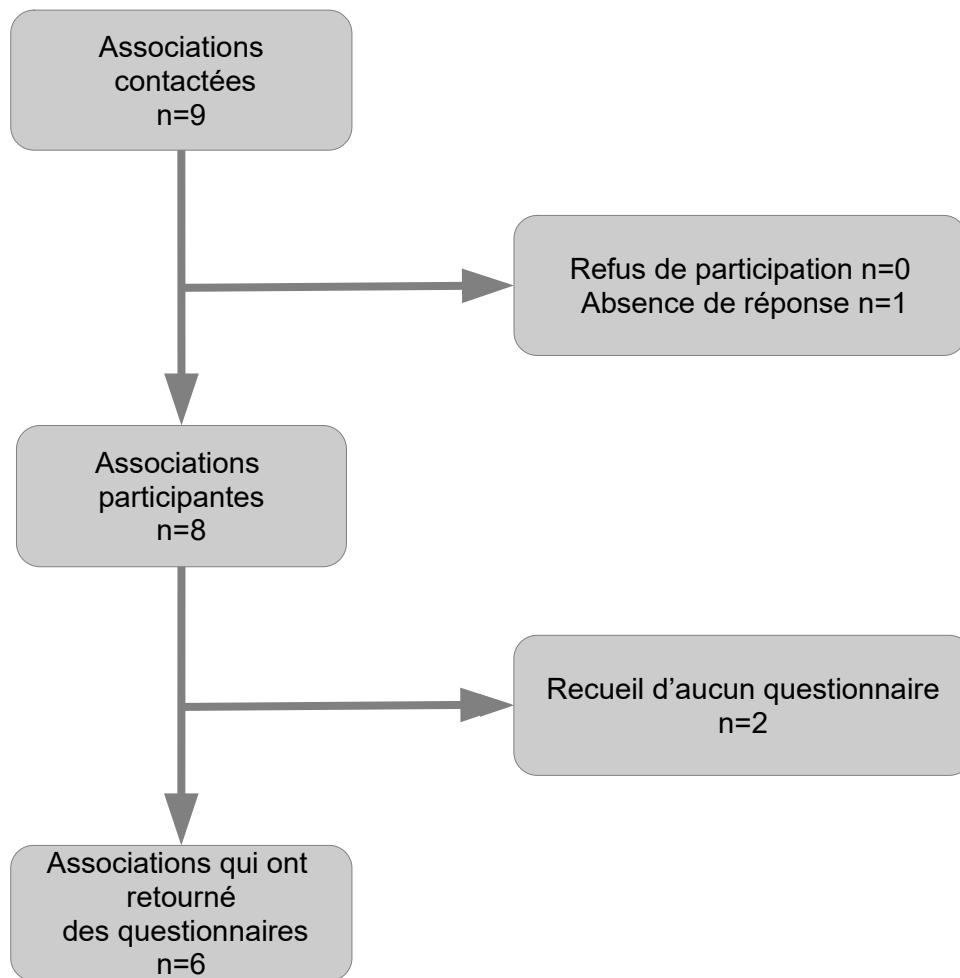 Associations
contactées
n=9
Refus de participation n=0
Absence de réponse n=1
Associations
participantes
n=8
Recueil d’aucun questionnaire
n=2
Associations qui ont
retourné
des questionnaires
n=6